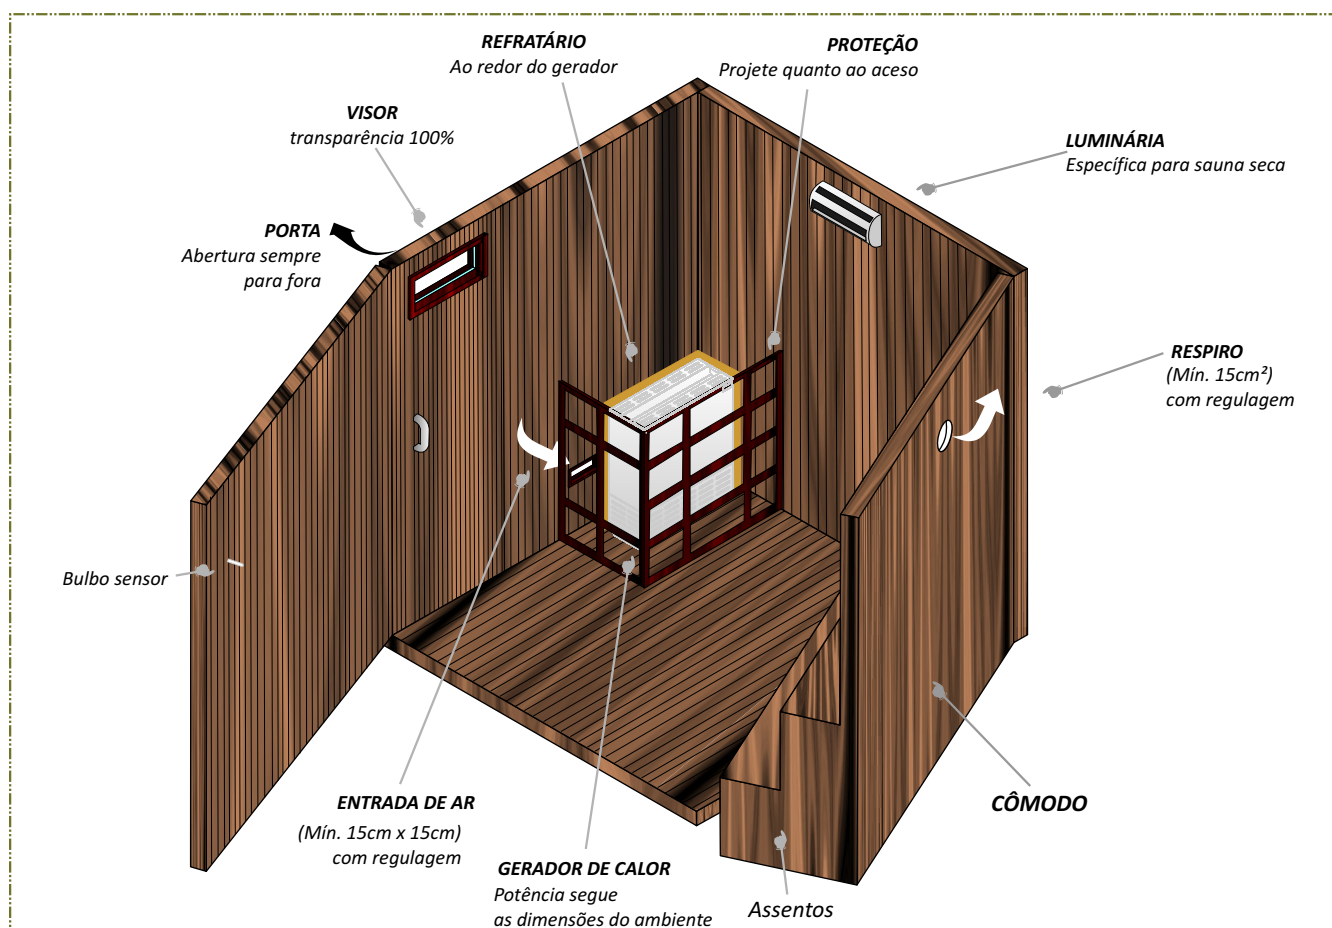 REFRATÁRIO
Ao redor do gerador
PROTEÇÃO
Projete quanto ao aceso
VISOR
transparência 100%
LUMINÁRIA
Específica para sauna seca
PORTA
Abertura sempre
para fora
RESPIRO
(Mín. 15cm²)
com regulagem
Bulbo sensor
ENTRADA DE AR
(Mín. 15cm x 15cm)
com regulagem
CÔMODO
GERADOR DE CALOR
Potência segue
as dimensões do ambiente
Assentos